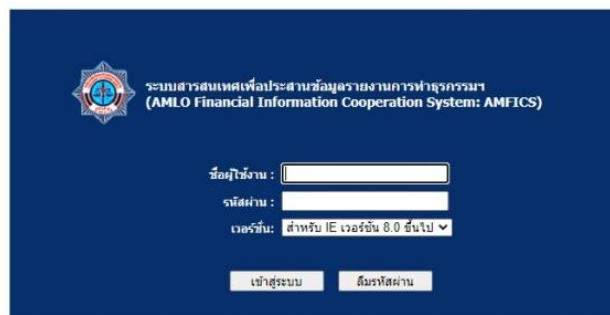 ระบบสารสนเทศเพื่อประสานข้อมูลรายงานการทำธุรกรรมฯ
(AMLO Financial Information Cooperation System: AMFICS)
ชื่อผู้ใช้งาน :
รหัสผ่าน :
เวอร์ชั่น: สำหรับ IE เวอร์ชัน 8.0 ขึ้นไป
เข้าสู่ระบบ ลืมรหัสผ่าน